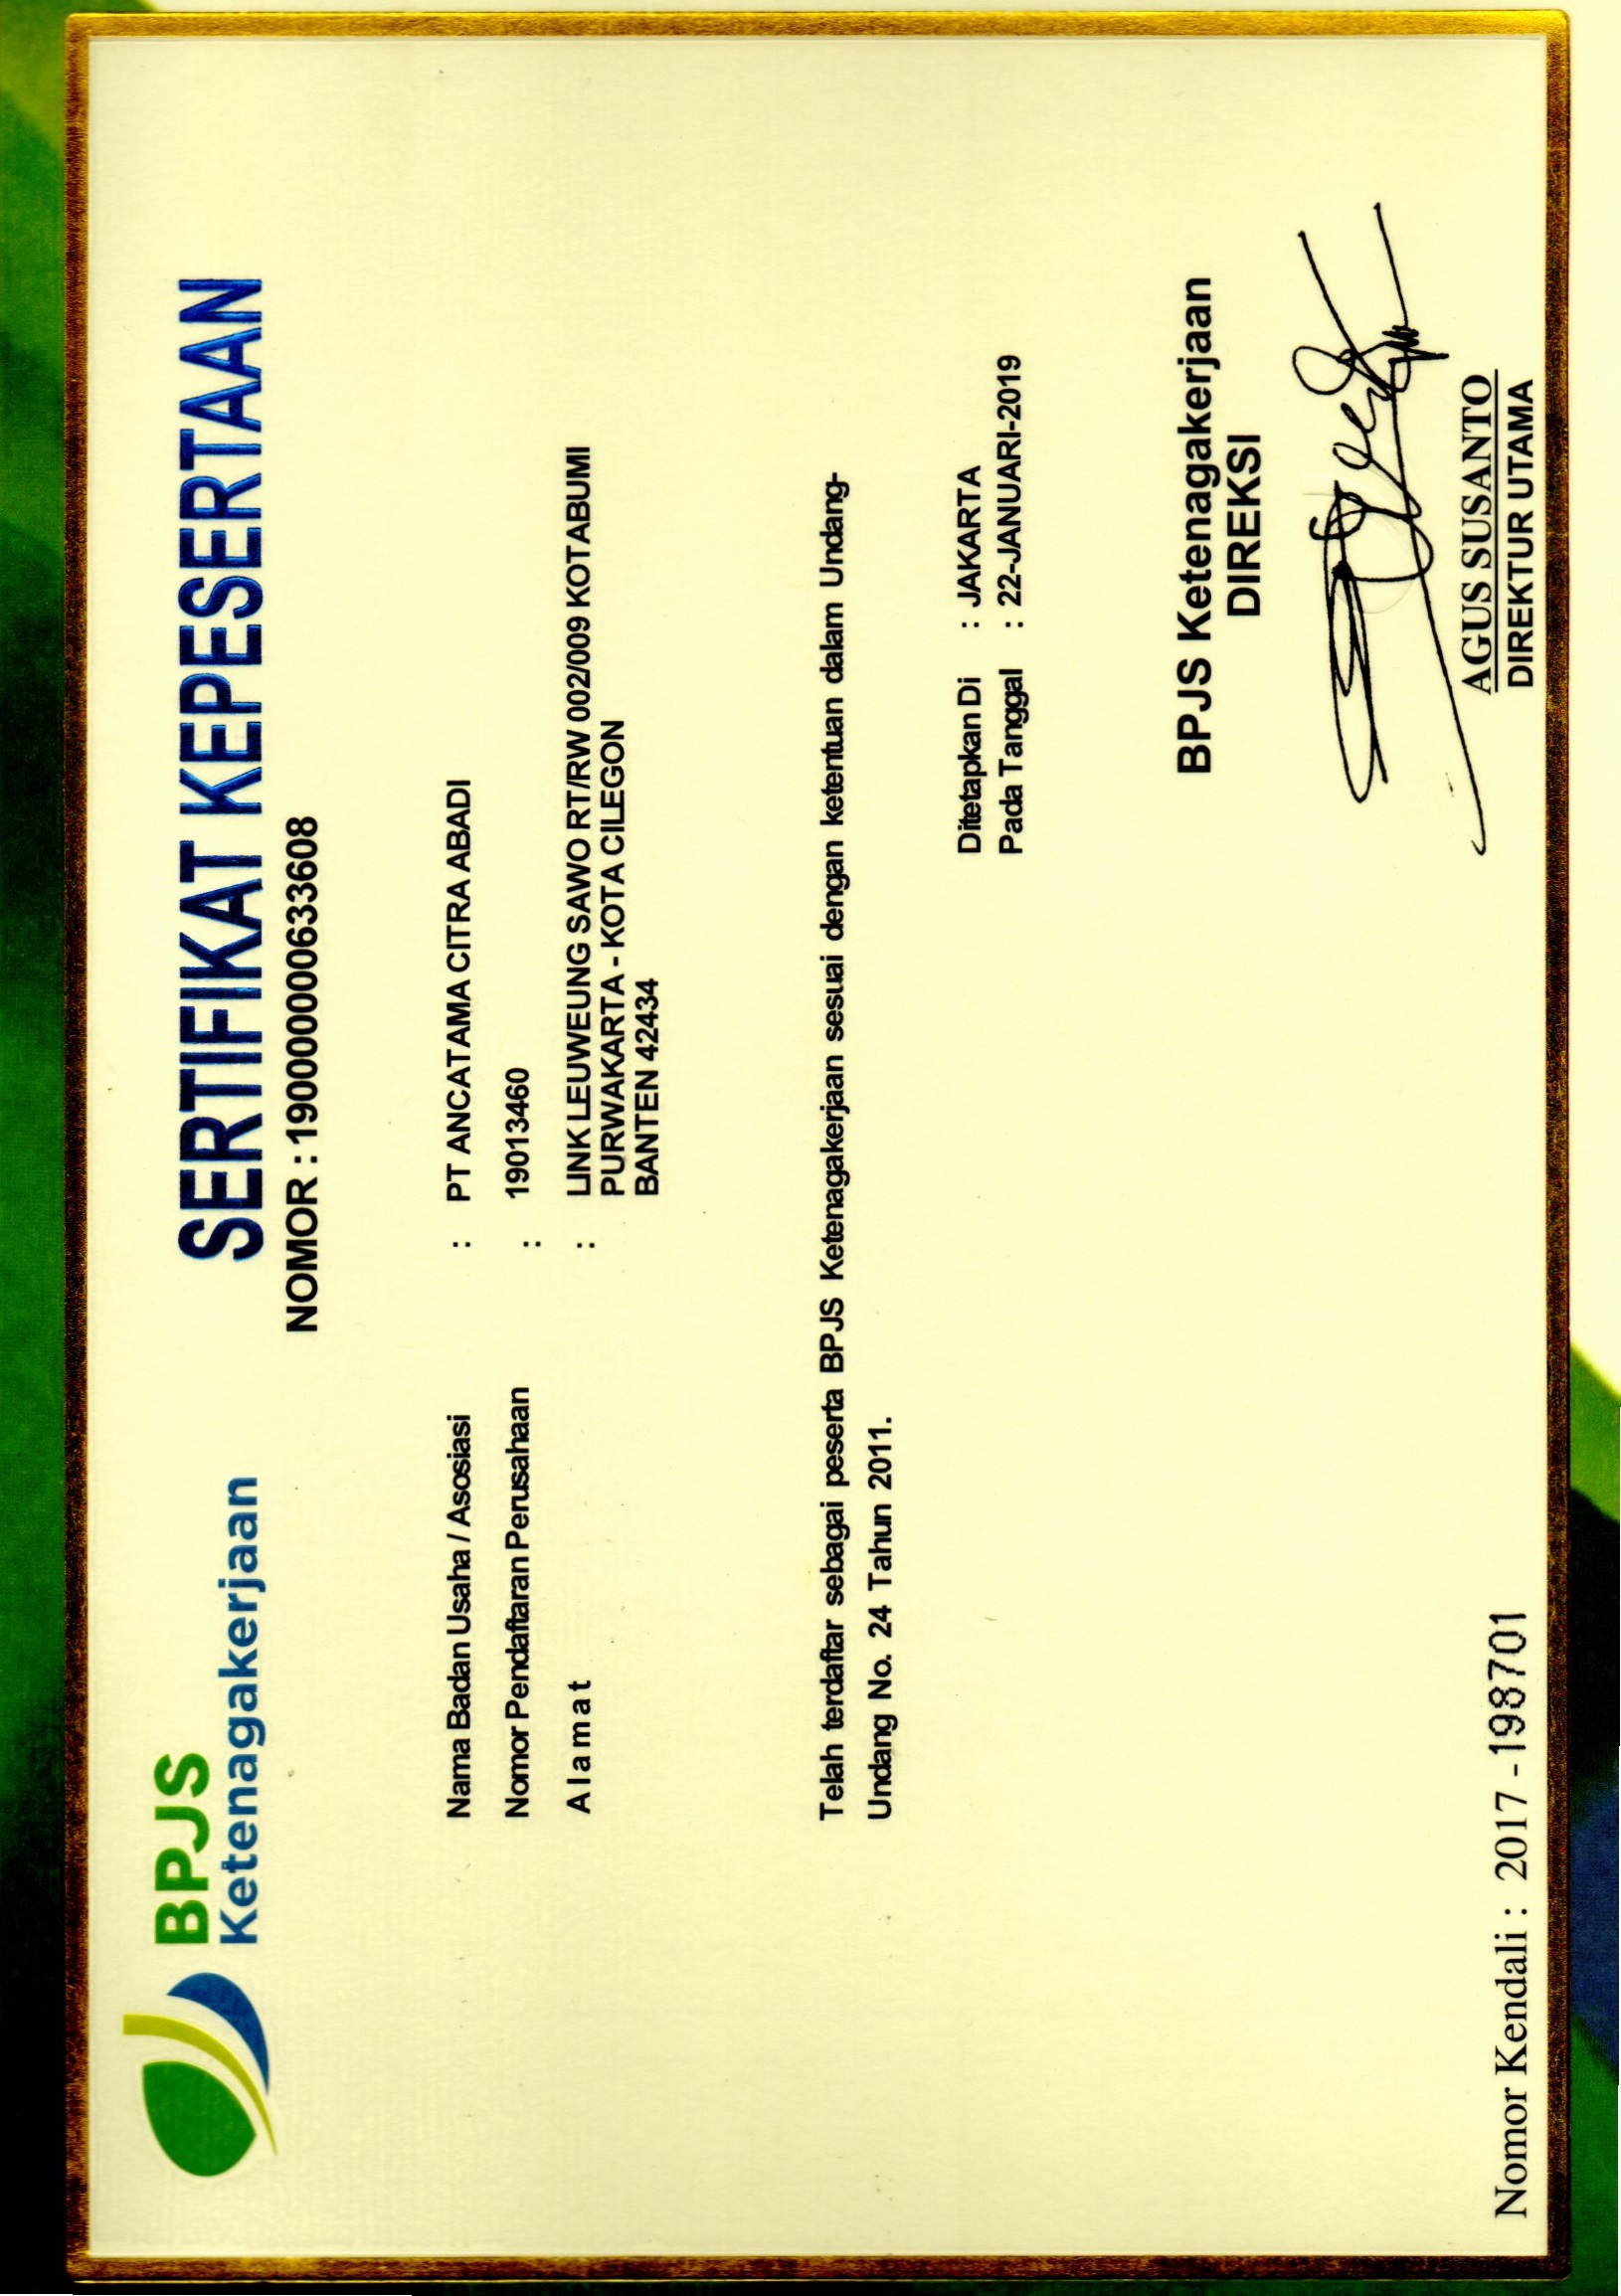 BPJS
Ketenagakerjaan
SERTIFIKAT KEPESERTAAN
NOMOR : 190000000633608
Nama Badan Usaha / Asosiasi : PT ANCATAMA CITRA ABADI
Nomor Pendaftaran Perusahaan : 19013460
Alamat : LINK LEUWEUNG SAWO RT/RW 002/009 KOTABUMI
PURWAKARTA - KOTA CILEGON
BANTEN 42434
Telah terdaftar sebagai peserta BPJS Ketenagakerjaan sesuai dengan ketentuan dalam Undang-
Undang No. 24 Tahun 2011.
Ditetapkan Di : JAKARTA
Pada Tanggal : 22-JANUARI-2019
BPJS Ketenagakerjaan
DIREKSI
AGUS SUSANTO
DIREKTUR UTAMA
Nomor Kendali : 2017 -198701